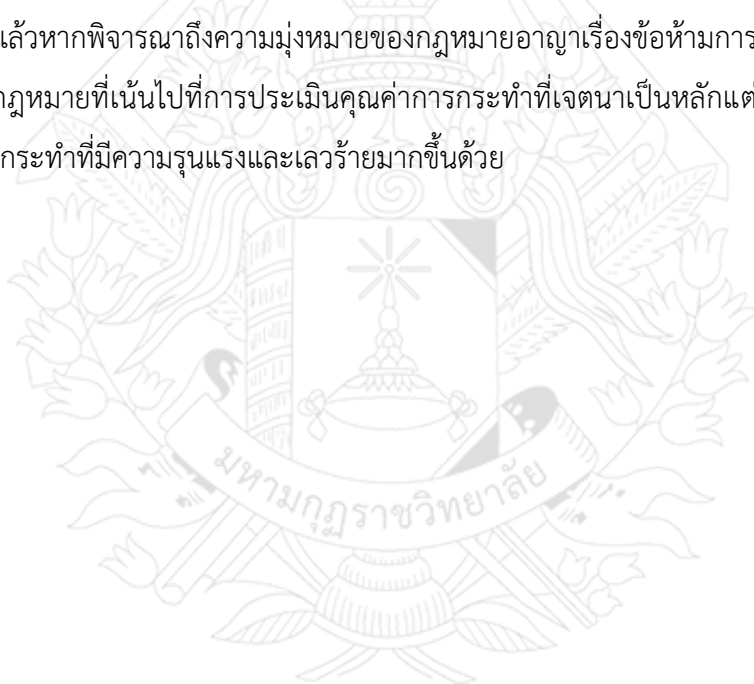 แล้วหากพิจารณาถึงความมุ่งหมายของกฎหมายอาญาเรื่องข้อห้ามการ
กฎหมายที่เน้นไปที่การประเมินคุณค่าการกระทำที่เจตนาเป็นหลักแต่
กระทำที่มีความรุนแรงและเลวร้ายมากขึ้นด้วย
มหามกุฏราชวิทยาลัย